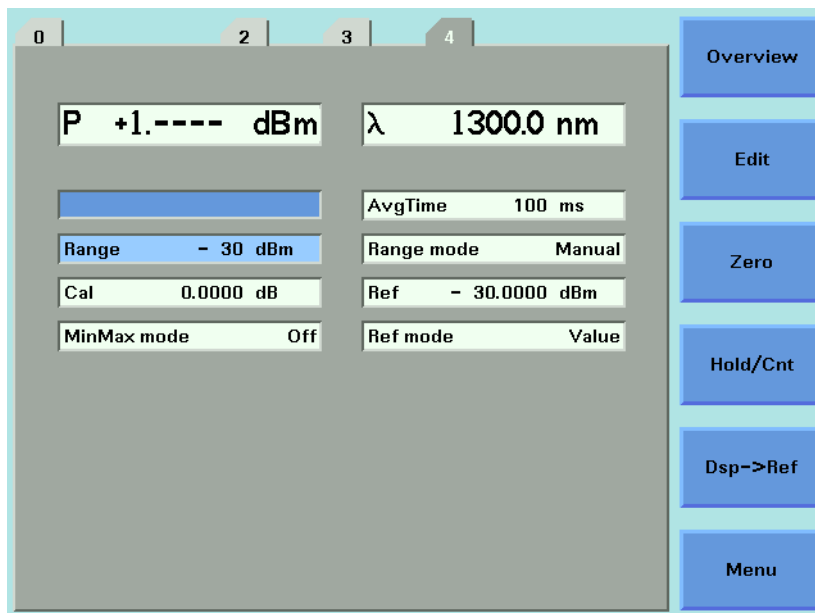 0 2 3 4
P +1.---- dBm λ 1300.0 nm
AvgTime 100 ms
Range - 30 dBm Range mode Manual
Cal 0.0000 dB Ref - 30.0000 dBm
MinMax mode Off Ref mode Value
Overview
Edit
Zero
Hold/Cnt
Dsp->Ref
Menu